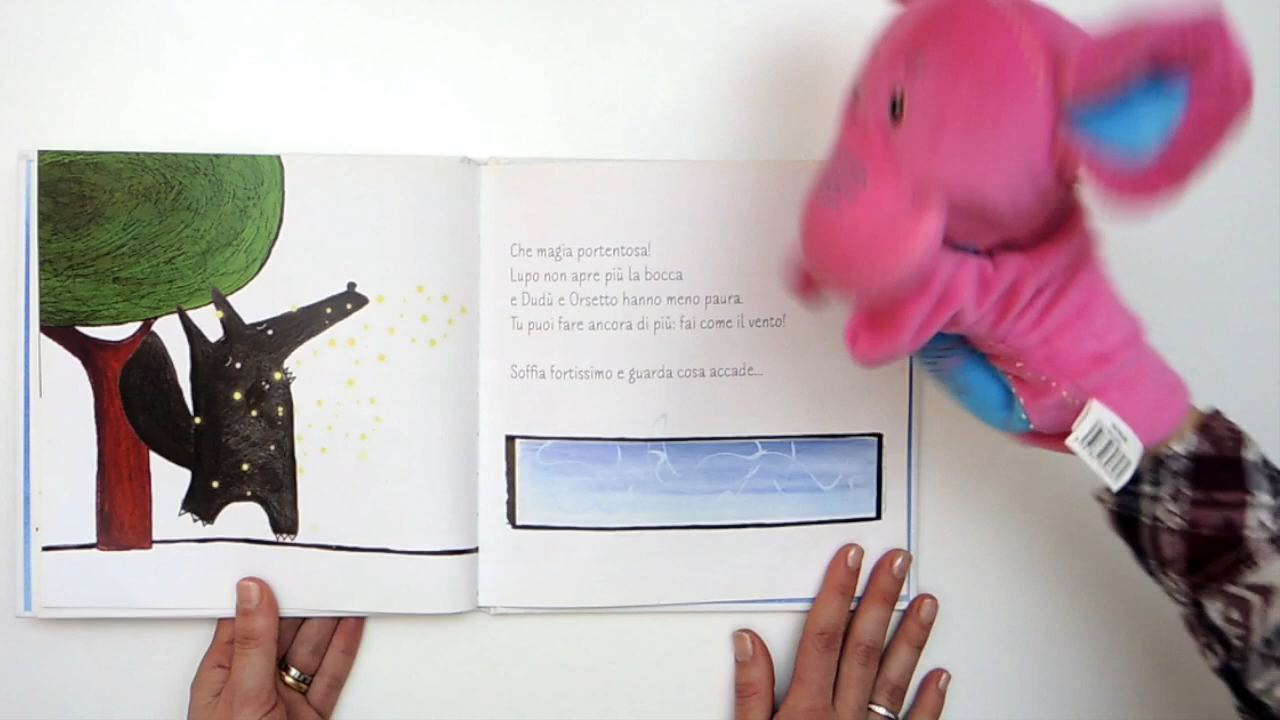 Che magia portentosa!
Lupo non apre più la bocca
e Dudù e Orsetto hanno meno paura.
Tu puoi fare ancora di più: fai come il vento!
Soffia fortissimo e guarda cosa accade...